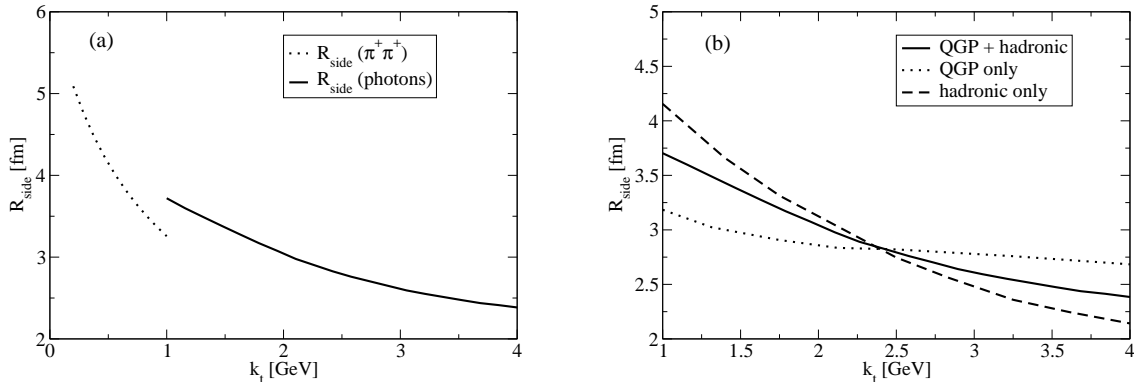 (a)
R_side (π⁺π⁺)
R_side (photons)
R_side [fm]
6
5
4
3
2
0 1 2 3 4
k_t [GeV]
(b)
QGP + hadronic
QGP only
hadronic only
R_side [fm]
5
4.5
4
3.5
3
2.5
2
1 1.5 2 2.5 3 3.5 4
k_t [GeV]